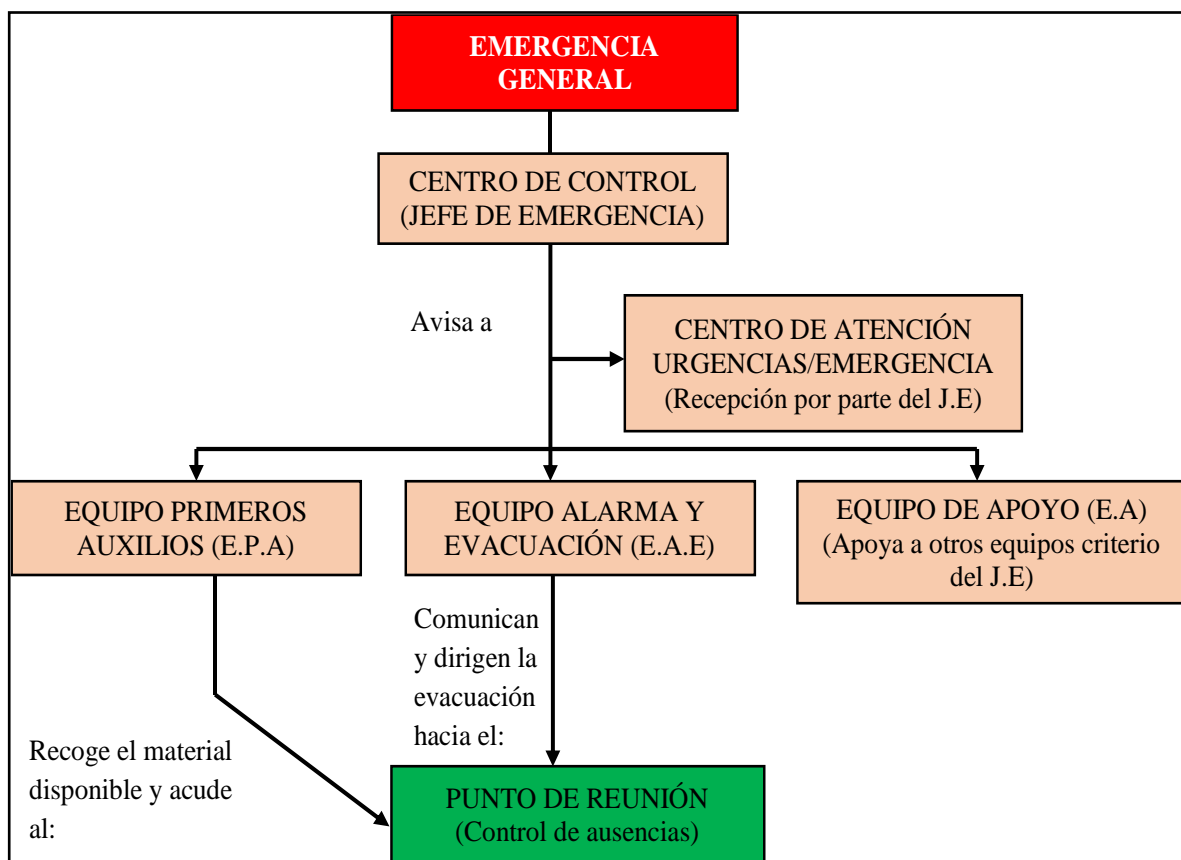 EMERGENCIA
GENERAL
CENTRO DE CONTROL
(JEFE DE EMERGENCIA)
Avisa a
CENTRO DE ATENCIÓN
URGENCIAS/EMERGENCIA
(Recepción por parte del J.E)
EQUIPO PRIMEROS
AUXILIOS (E.P.A)
EQUIPO ALARMA Y
EVACUACIÓN (E.A.E)
EQUIPO DE APOYO (E.A)
(Apoya a otros equipos criterio
del J.E)
Comunican
y dirigen la
evacuación
hacia el:
Recoge el material
disponible y acude
al:
PUNTO DE REUNIÓN
(Control de ausencias)